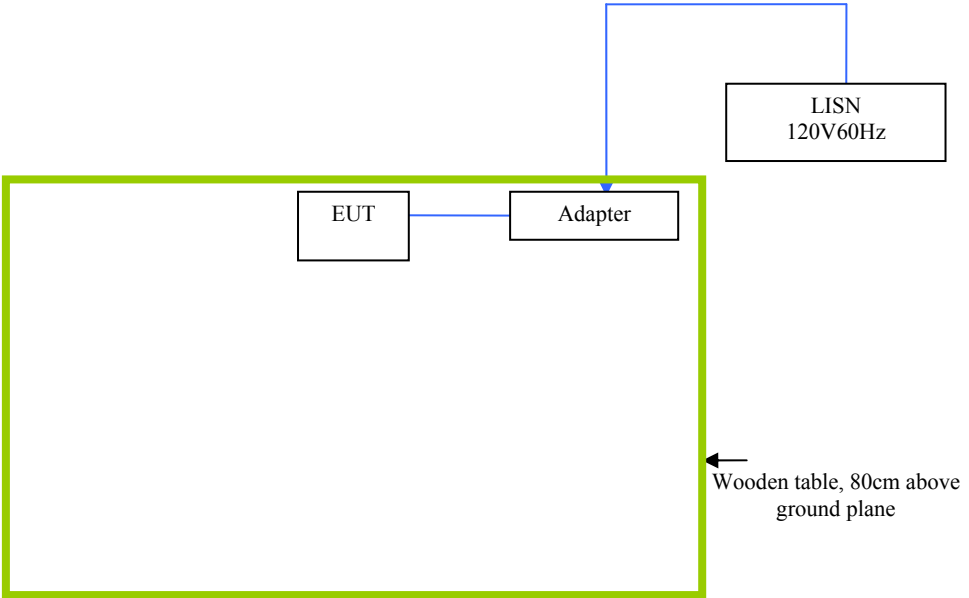 LISN
120V60Hz
EUT
Adapter
Wooden table, 80cm above
ground plane